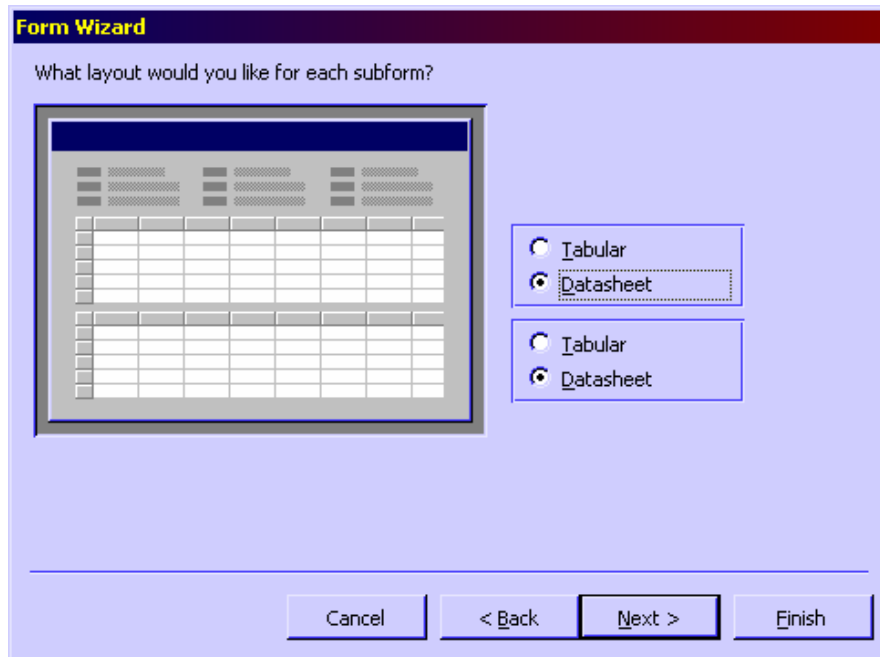 Form Wizard
What layout would you like for each subform?
Tabular
Datasheet
Tabular
Datasheet
Cancel
< Back
Next >
Finish